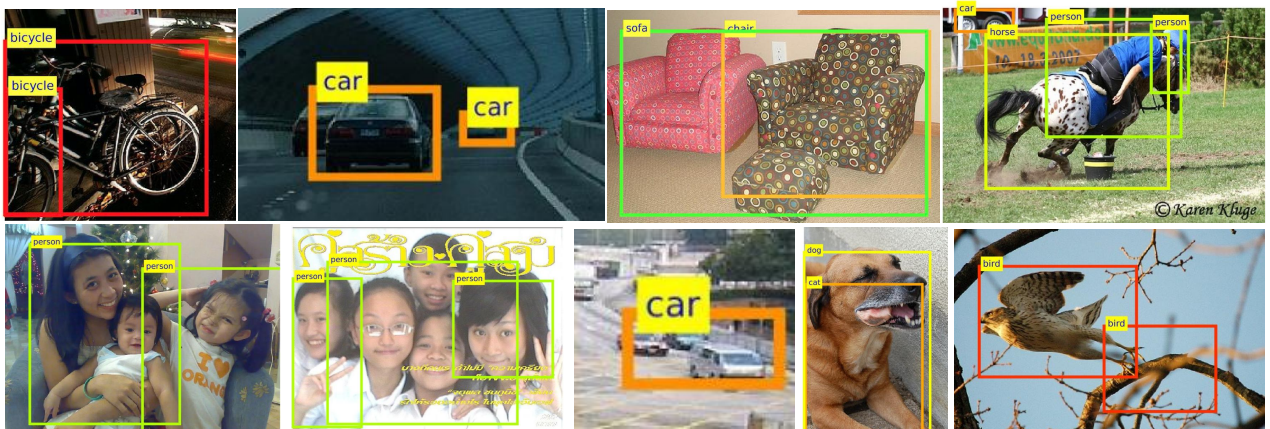 bicycle
bicycle
car
car
sofa
chair
car
person
person
horse
© Karen Kluge
person
person
person
person
person
car
dog
cat
bird
bird